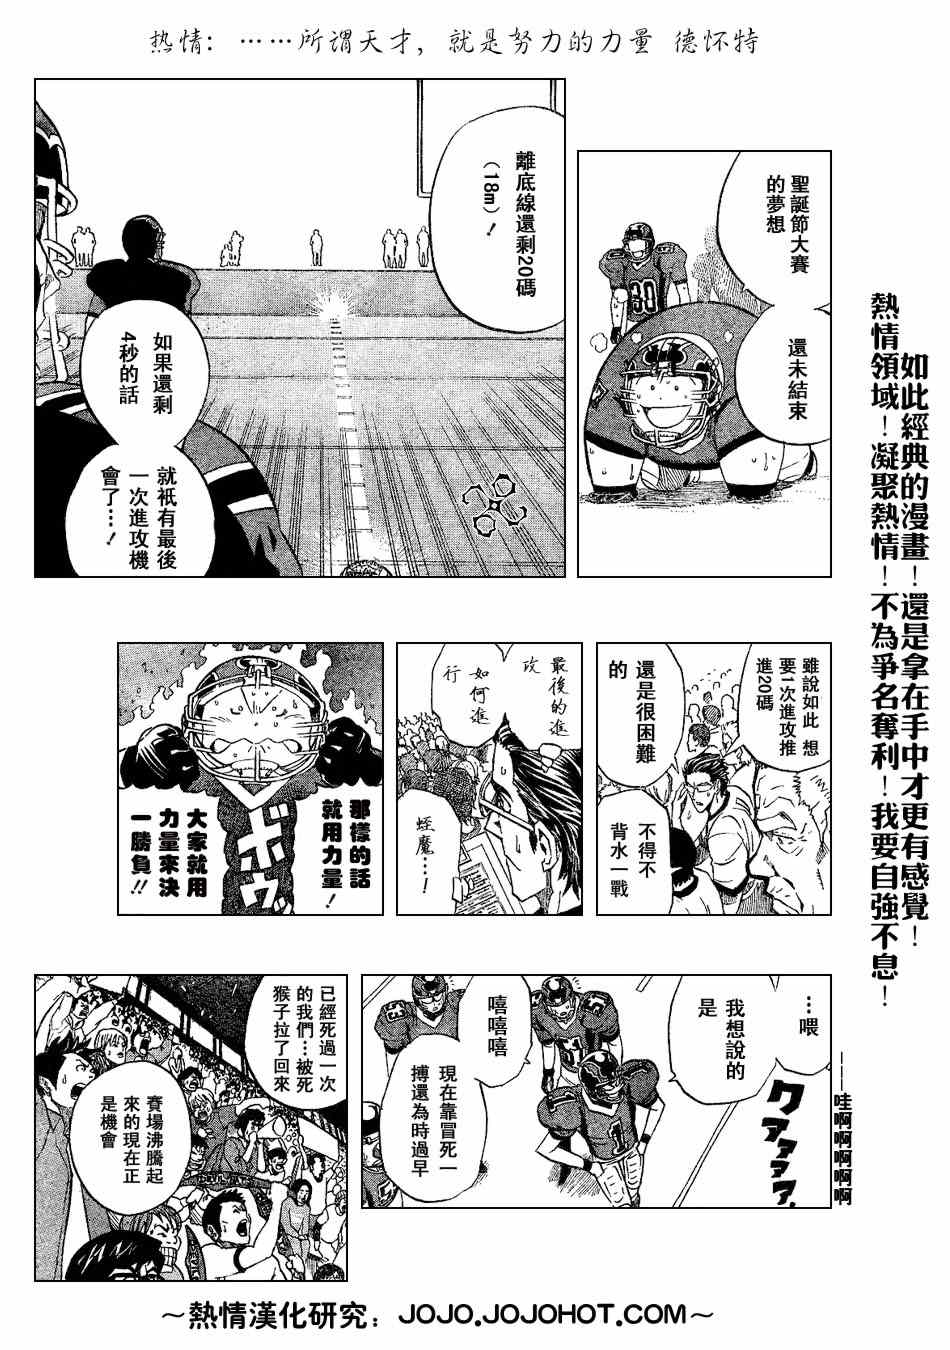 热情：……所谓天才，就是努力的力量 德怀特
聖誕節大賽
的夢想
還未結束
離底線還剩20碼
（18m）！
如果還剩
4秒的話
就衹有最後
一次進攻機
會了…！
雖說如此 想
要1次進攻推
進20碼
還是很困難
的
不得不
背水一戰
最後的進
攻
如何進
行
蛭魔…！
那樣的話
就用力量！
大家就用
力量來決
一勝負!!
ボウッ
…喂
我想說的
是
嘻嘻嘻
現在靠冒死一
搏還為時過早
クァァァァ
——哇啊啊啊啊啊
已經死過一次
的我們…被死
猴子拉了回來
賽場沸騰起
來的現在正
是機會
如此經典的漫畫！還是拿在手中才更有感覺！
熱情領域！凝聚熱情！不為爭名奪利！我要自強不息！
～熱情漢化研究：JOJO.JOJOHOT.COM～